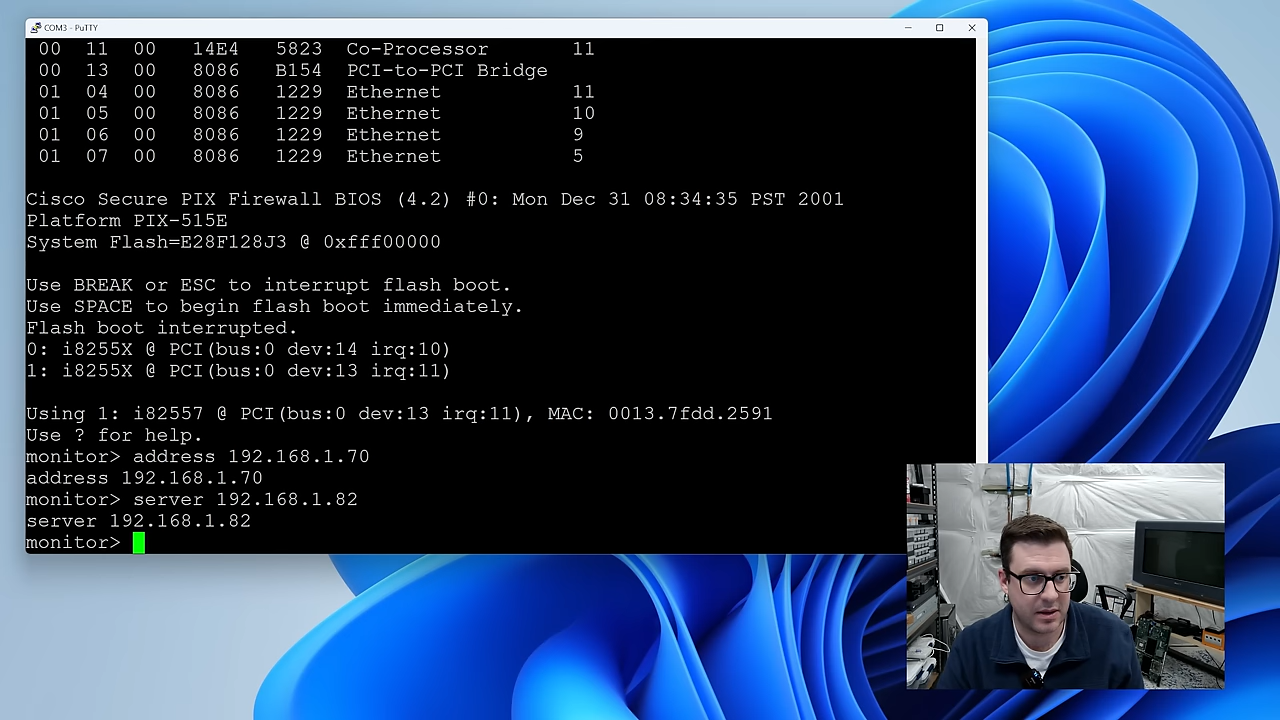 COM3 - PuTTY
00 11 00 14E4 5823 Co-Processor 11
00 13 00 8086 B154 PCI-to-PCI Bridge
01 04 00 8086 1229 Ethernet 11
01 05 00 8086 1229 Ethernet 10
01 06 00 8086 1229 Ethernet 9
01 07 00 8086 1229 Ethernet 5
Cisco Secure PIX Firewall BIOS (4.2) #0: Mon Dec 31 08:34:35 PST 2001
Platform PIX-515E
System Flash=E28F128J3 @ 0xfff00000
Use BREAK or ESC to interrupt flash boot.
Use SPACE to begin flash boot immediately.
Flash boot interrupted.
0: i8255X @ PCI(bus:0 dev:14 irq:10)
1: i8255X @ PCI(bus:0 dev:13 irq:11)
Using 1: i82557 @ PCI(bus:0 dev:13 irq:11), MAC: 0013.7fdd.2591
Use ? for help.
monitor> address 192.168.1.70
address 192.168.1.70
monitor> server 192.168.1.82
server 192.168.1.82
monitor>